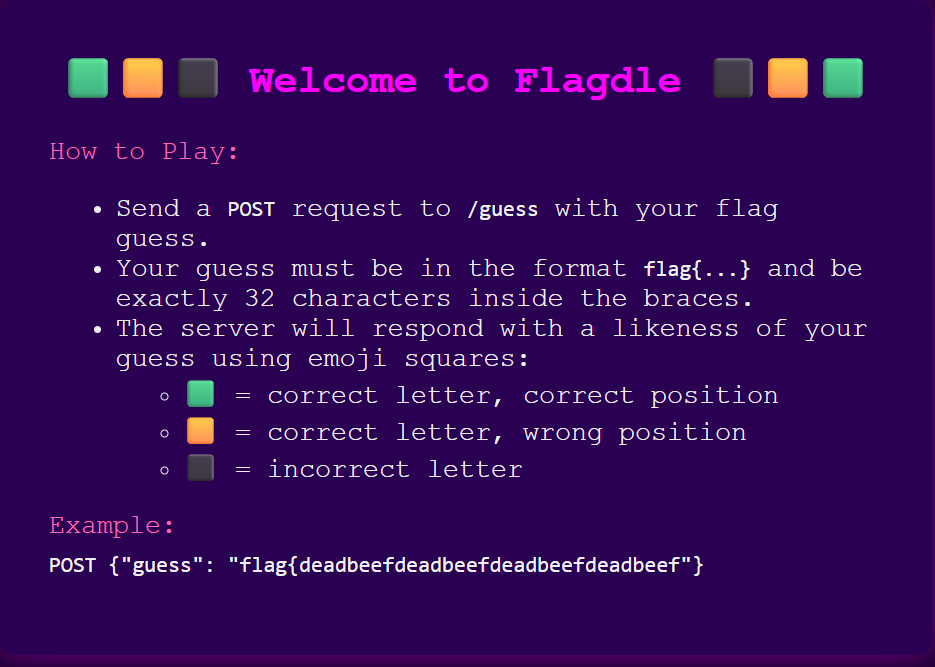 Welcome to Flagdle
How to Play:
• Send a POST request to /guess with your flag
guess.
• Your guess must be in the format flag{...} and be
exactly 32 characters inside the braces.
• The server will respond with a likeness of your
guess using emoji squares:
◦ 🟩 = correct letter, correct position
◦ 🟧 = correct letter, wrong position
◦ ⬛ = incorrect letter
Example:
POST {"guess": "flag{deadbeefdeadbeefdeadbeefdeadbeef"}